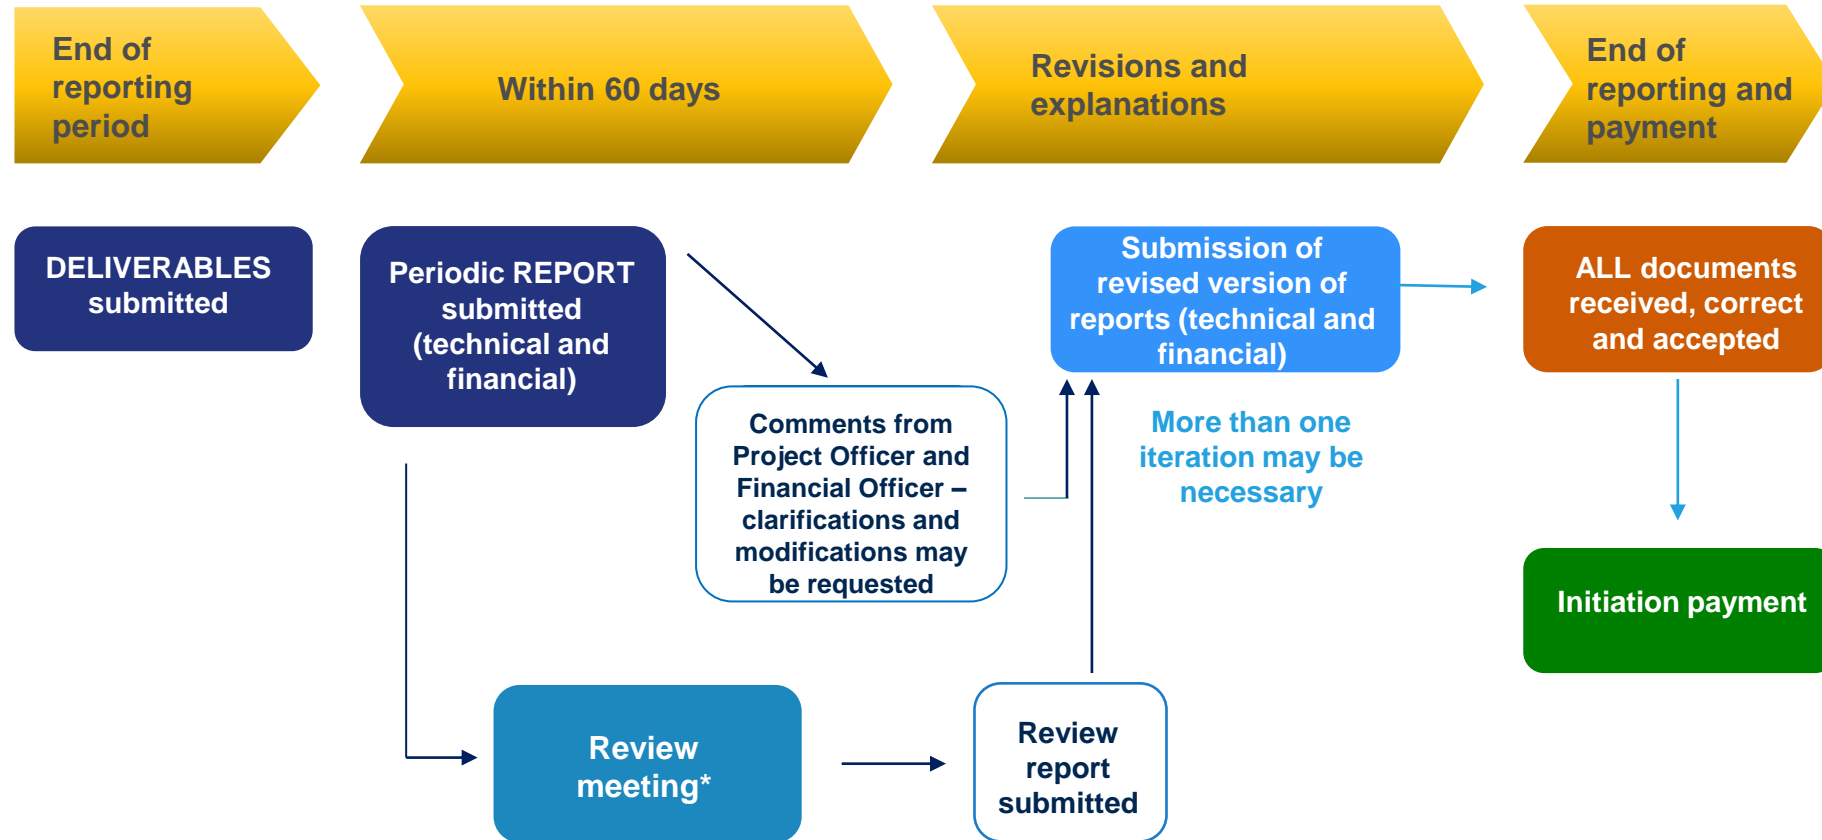 End of
reporting
period
Within 60 days
Revisions and
explanations
End of
reporting and
payment
DELIVERABLES
submitted
Periodic REPORT
submitted
(technical and
financial)
Comments from
Project Officer and
Financial Officer –
clarifications and
modifications may
be requested
Submission of
revised version of
reports (technical and
financial)
More than one
iteration may be
necessary
ALL documents
received, correct
and accepted
Initiation payment
Review
meeting*
Review
report
submitted